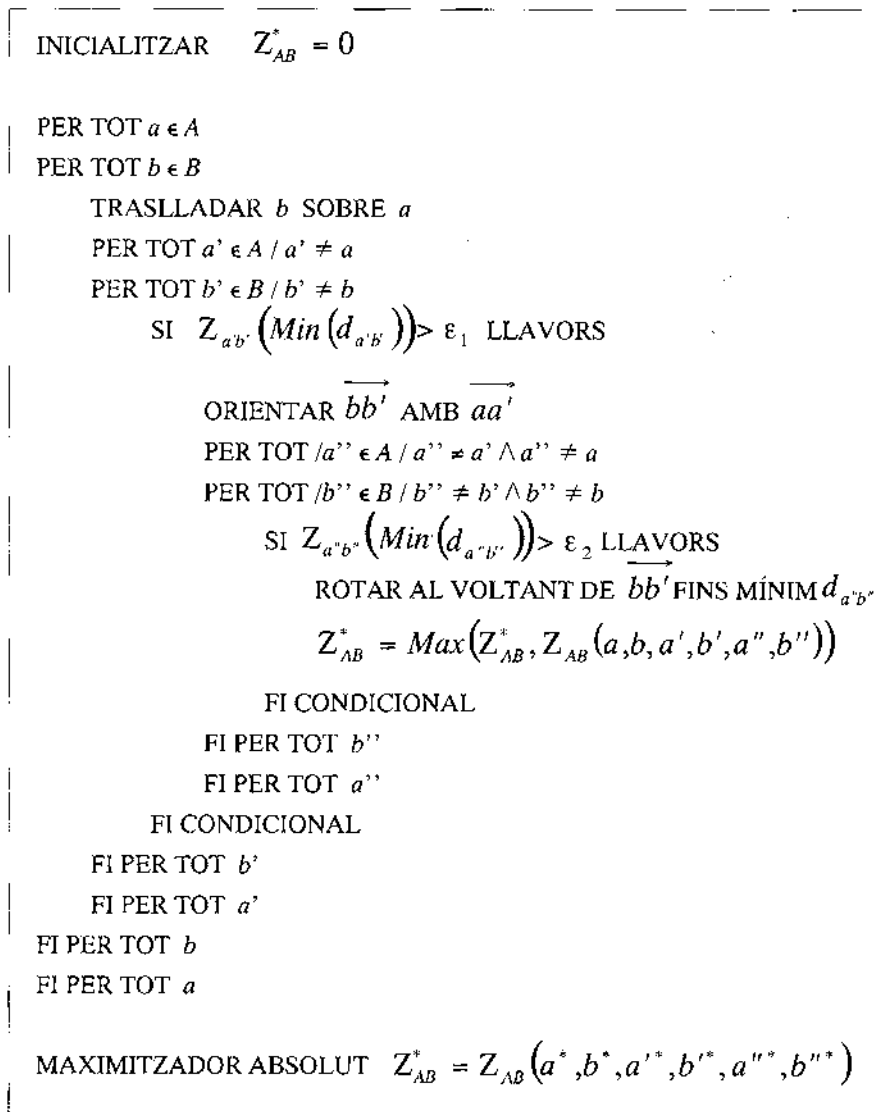 INICIALITZAR Z*_AB = 0
PER TOT a ϵ A
PER TOT b ϵ B
TRASLLADAR b SOBRE a
PER TOT a’ ϵ A / a’ ≠ a
PER TOT b’ ϵ B / b’ ≠ b
SI Z_a'b' (Min (d_a'b')) > ε_1 LLAVORS
ORIENTAR bb' AMB aa'
PER TOT /a’’ ϵ A / a’’ ≠ a’ ∧ a’’ ≠ a
PER TOT /b’’ ϵ B / b’’ ≠ b’ ∧ b’’ ≠ b
SI Z_a"b" (Min (d_a"b")) > ε_2 LLAVORS
ROTAR AL VOLTANT DE bb' FINS MÍNIM d_a"b"
Z*_AB = Max(Z*_AB, Z_AB(a,b,a',b',a",b"))
FI CONDICIONAL
FI PER TOT b’’
FI PER TOT a’’
FI CONDICIONAL
FI PER TOT b’
FI PER TOT a’
FI PER TOT b
FI PER TOT a
MAXIMITZADOR ABSOLUT Z*_AB = Z_AB(a*,b*,a'*,b'*,a"*,b"*)